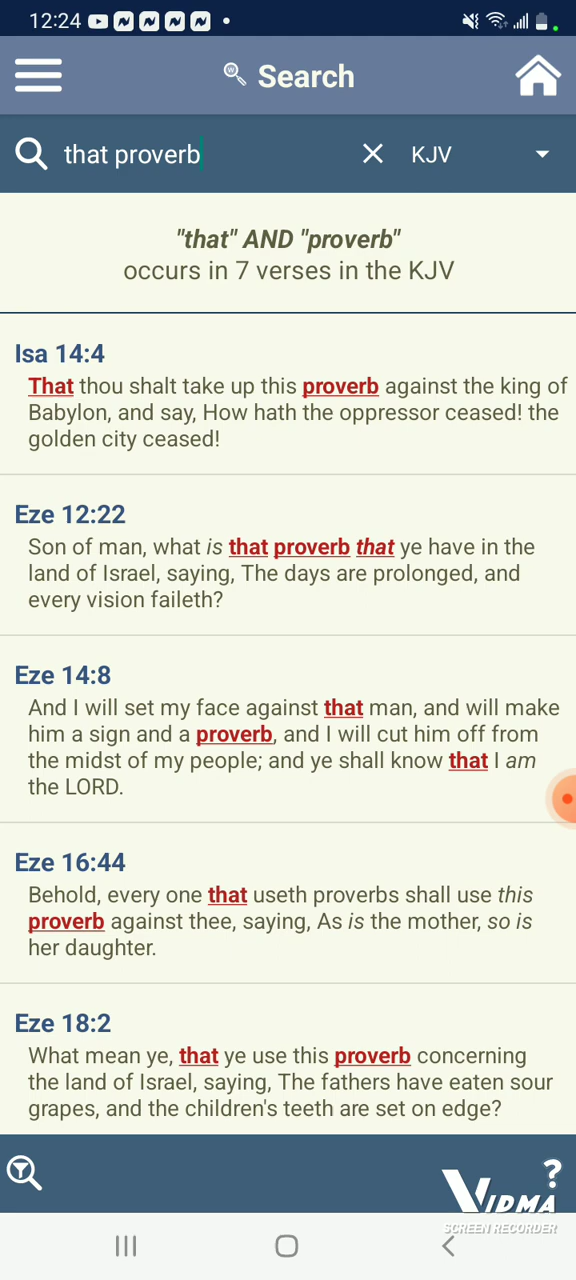 12:24
Search
that proverb KJV
"that" AND "proverb"
occurs in 7 verses in the KJV
Isa 14:4
That thou shalt take up this proverb against the king of
Babylon, and say, How hath the oppressor ceased! the
golden city ceased!
Eze 12:22
Son of man, what is that proverb that ye have in the
land of Israel, saying, The days are prolonged, and
every vision faileth?
Eze 14:8
And I will set my face against that man, and will make
him a sign and a proverb, and I will cut him off from
the midst of my people; and ye shall know that I am
the LORD.
Eze 16:44
Behold, every one that useth proverbs shall use this
proverb against thee, saying, As is the mother, so is
her daughter.
Eze 18:2
What mean ye, that ye use this proverb concerning
the land of Israel, saying, The fathers have eaten sour
grapes, and the children's teeth are set on edge?
?
VIDMA
SCREEN RECORDER